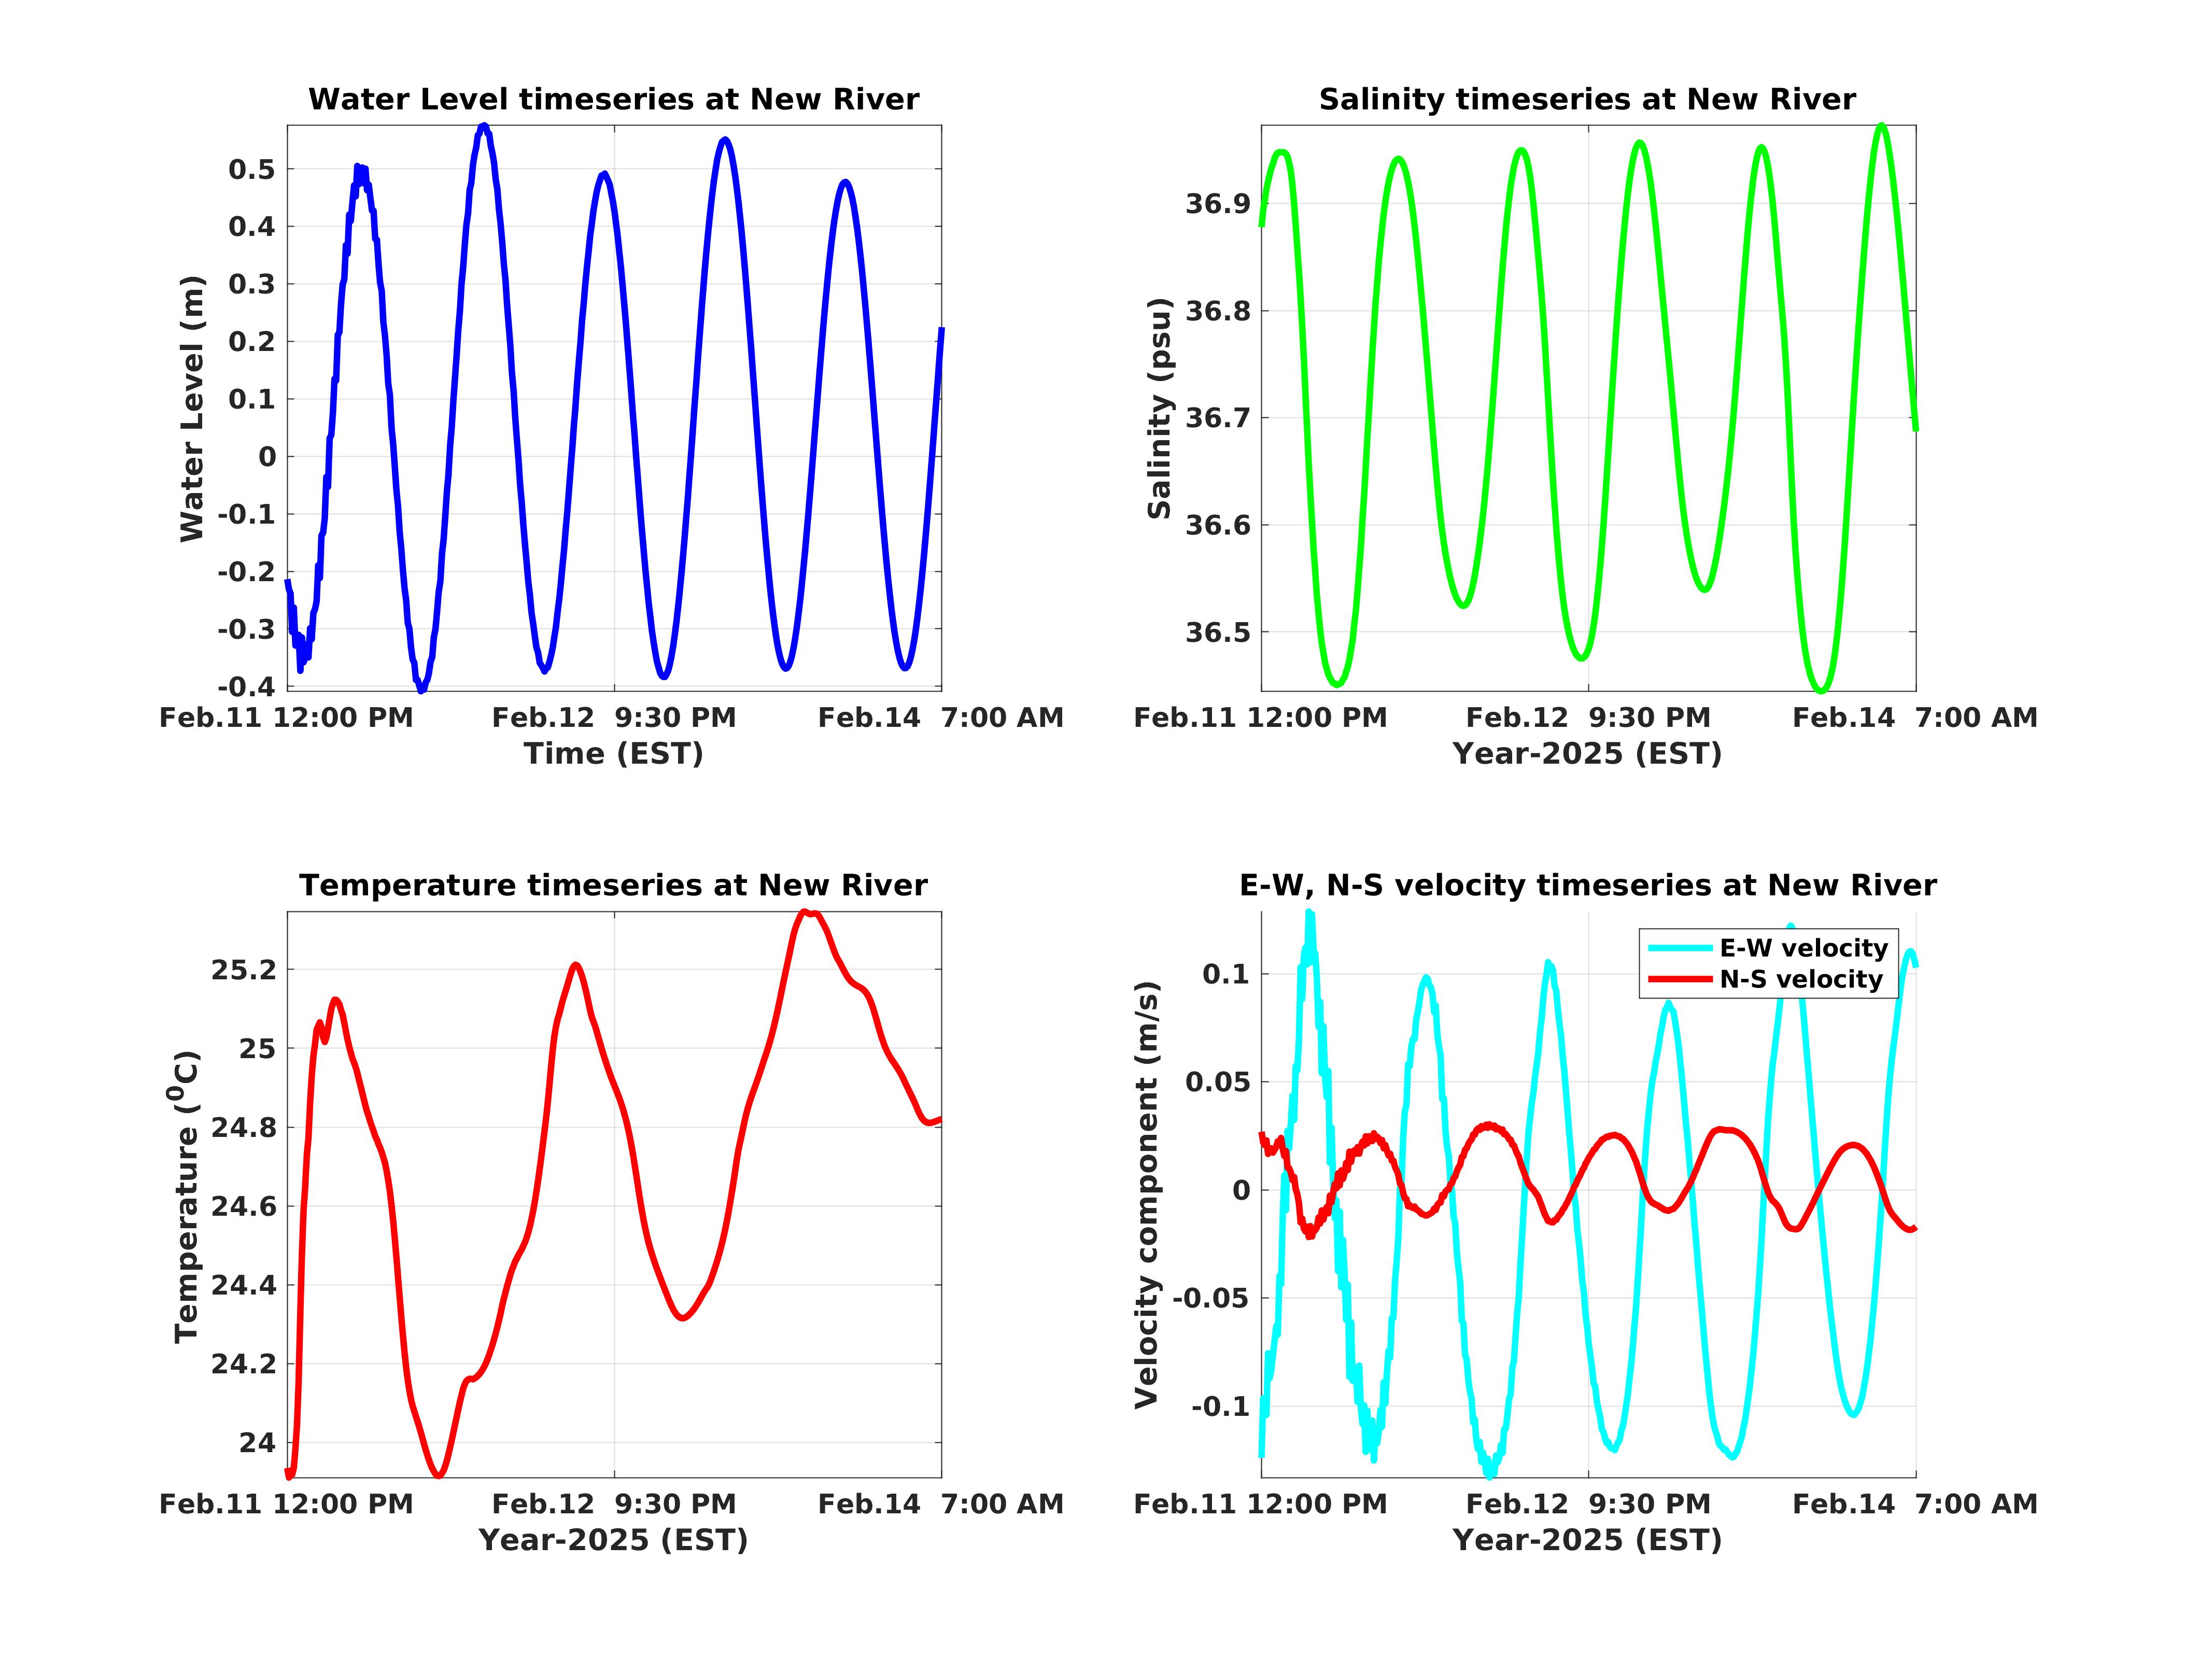 Water Level timeseries at New River
0.5
0.4
0.3
0.2
0.1
0
-0.1
-0.2
-0.3
-0.4
Water Level (m)
Feb.11 12:00 PM Feb.12 9:30 PM Feb.14 7:00 AM
Time (EST)
Salinity timeseries at New River
36.9
36.8
36.7
36.6
36.5
Salinity (psu)
Feb.11 12:00 PM Feb.12 9:30 PM Feb.14 7:00 AM
Year-2025 (EST)
Temperature timeseries at New River
25.2
25
24.8
24.6
24.4
24.2
24
Temperature (⁰C)
Feb.11 12:00 PM Feb.12 9:30 PM Feb.14 7:00 AM
Year-2025 (EST)
E-W, N-S velocity timeseries at New River
E-W velocity
N-S velocity
0.1
0.05
0
-0.05
-0.1
Velocity component (m/s)
Feb.11 12:00 PM Feb.12 9:30 PM Feb.14 7:00 AM
Year-2025 (EST)